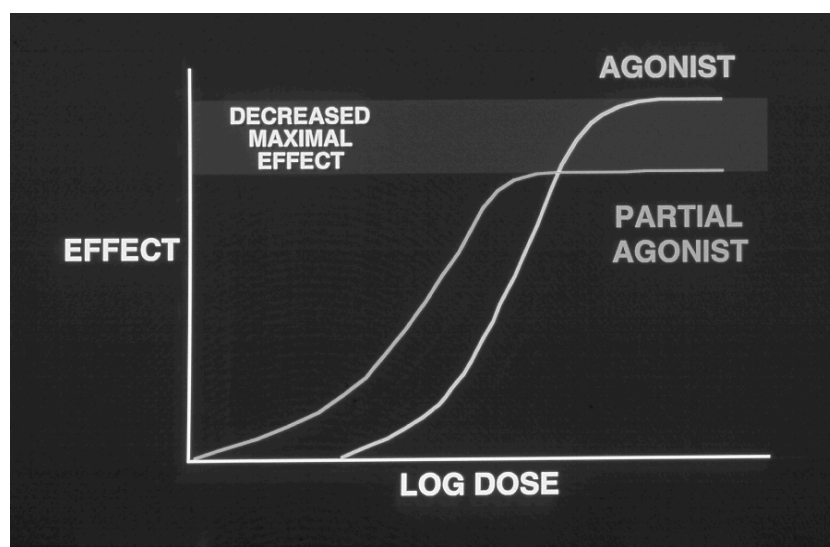 AGONIST
DECREASED
MAXIMAL
EFFECT
PARTIAL
AGONIST
EFFECT
LOG DOSE